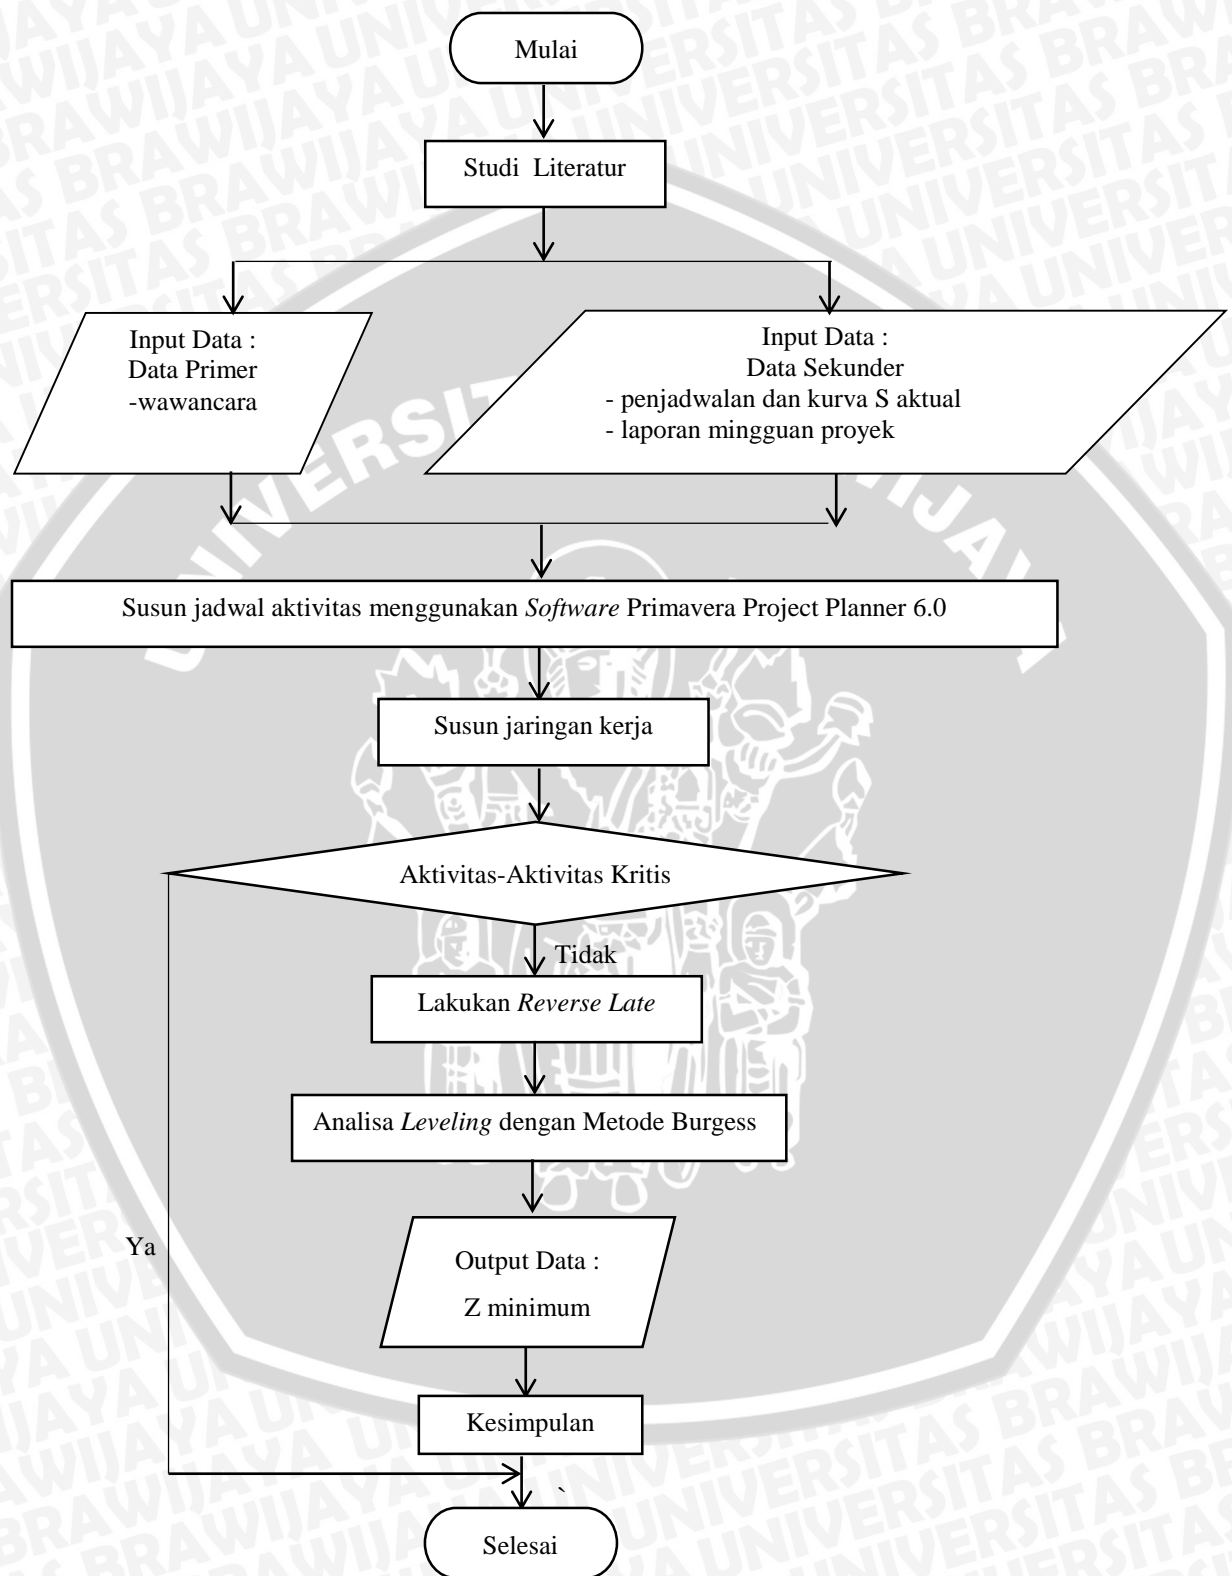 Mulai
Studi Literatur
Input Data :
Data Primer
-wawancara
Input Data :
Data Sekunder
- penjadwalan dan kurva S aktual
- laporan mingguan proyek
Susun jadwal aktivitas menggunakan Software Primavera Project Planner 6.0
Susun jaringan kerja
Aktivitas-Aktivitas Kritis
Tidak
Lakukan Reverse Late
Analisa Leveling dengan Metode Burgess
Ya
Output Data :
Z minimum
Kesimpulan
`
Selesai